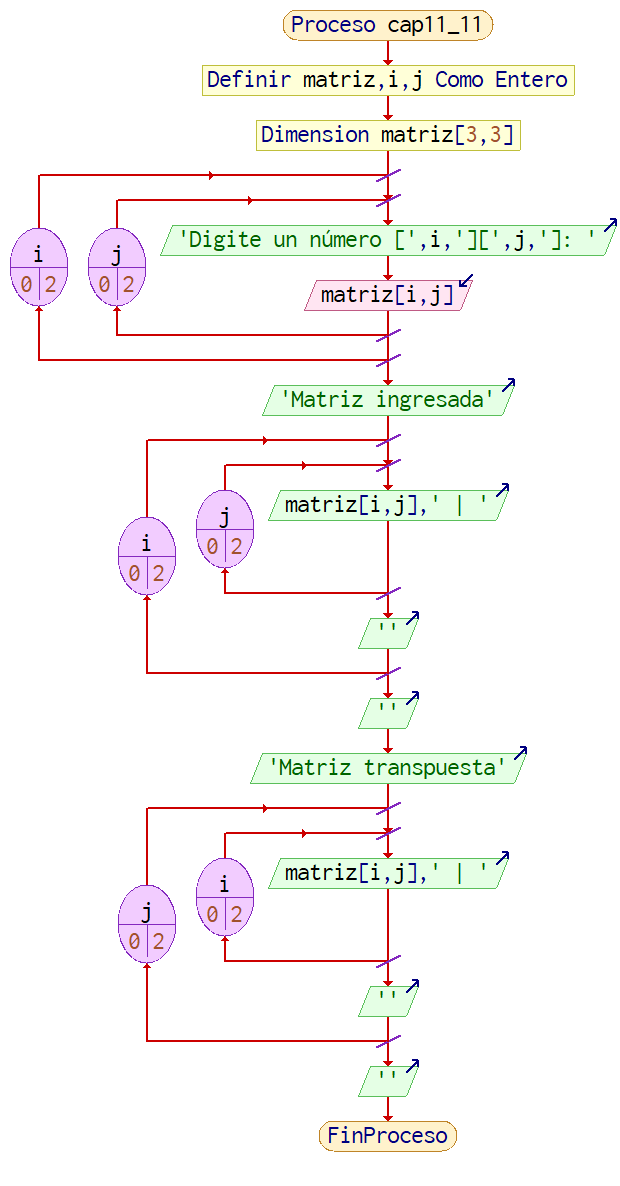 Proceso cap11_11
Definir matriz,i,j Como Entero
Dimension matriz[3,3]
'Digite un número [',i,'][',j,']: '
i
0 2
j
0 2
matriz[i,j]
'Matriz ingresada'
matriz[i,j],' | '
j
0 2
i
0 2
''
''
'Matriz transpuesta'
matriz[i,j],' | '
i
0 2
j
0 2
''
''
FinProceso